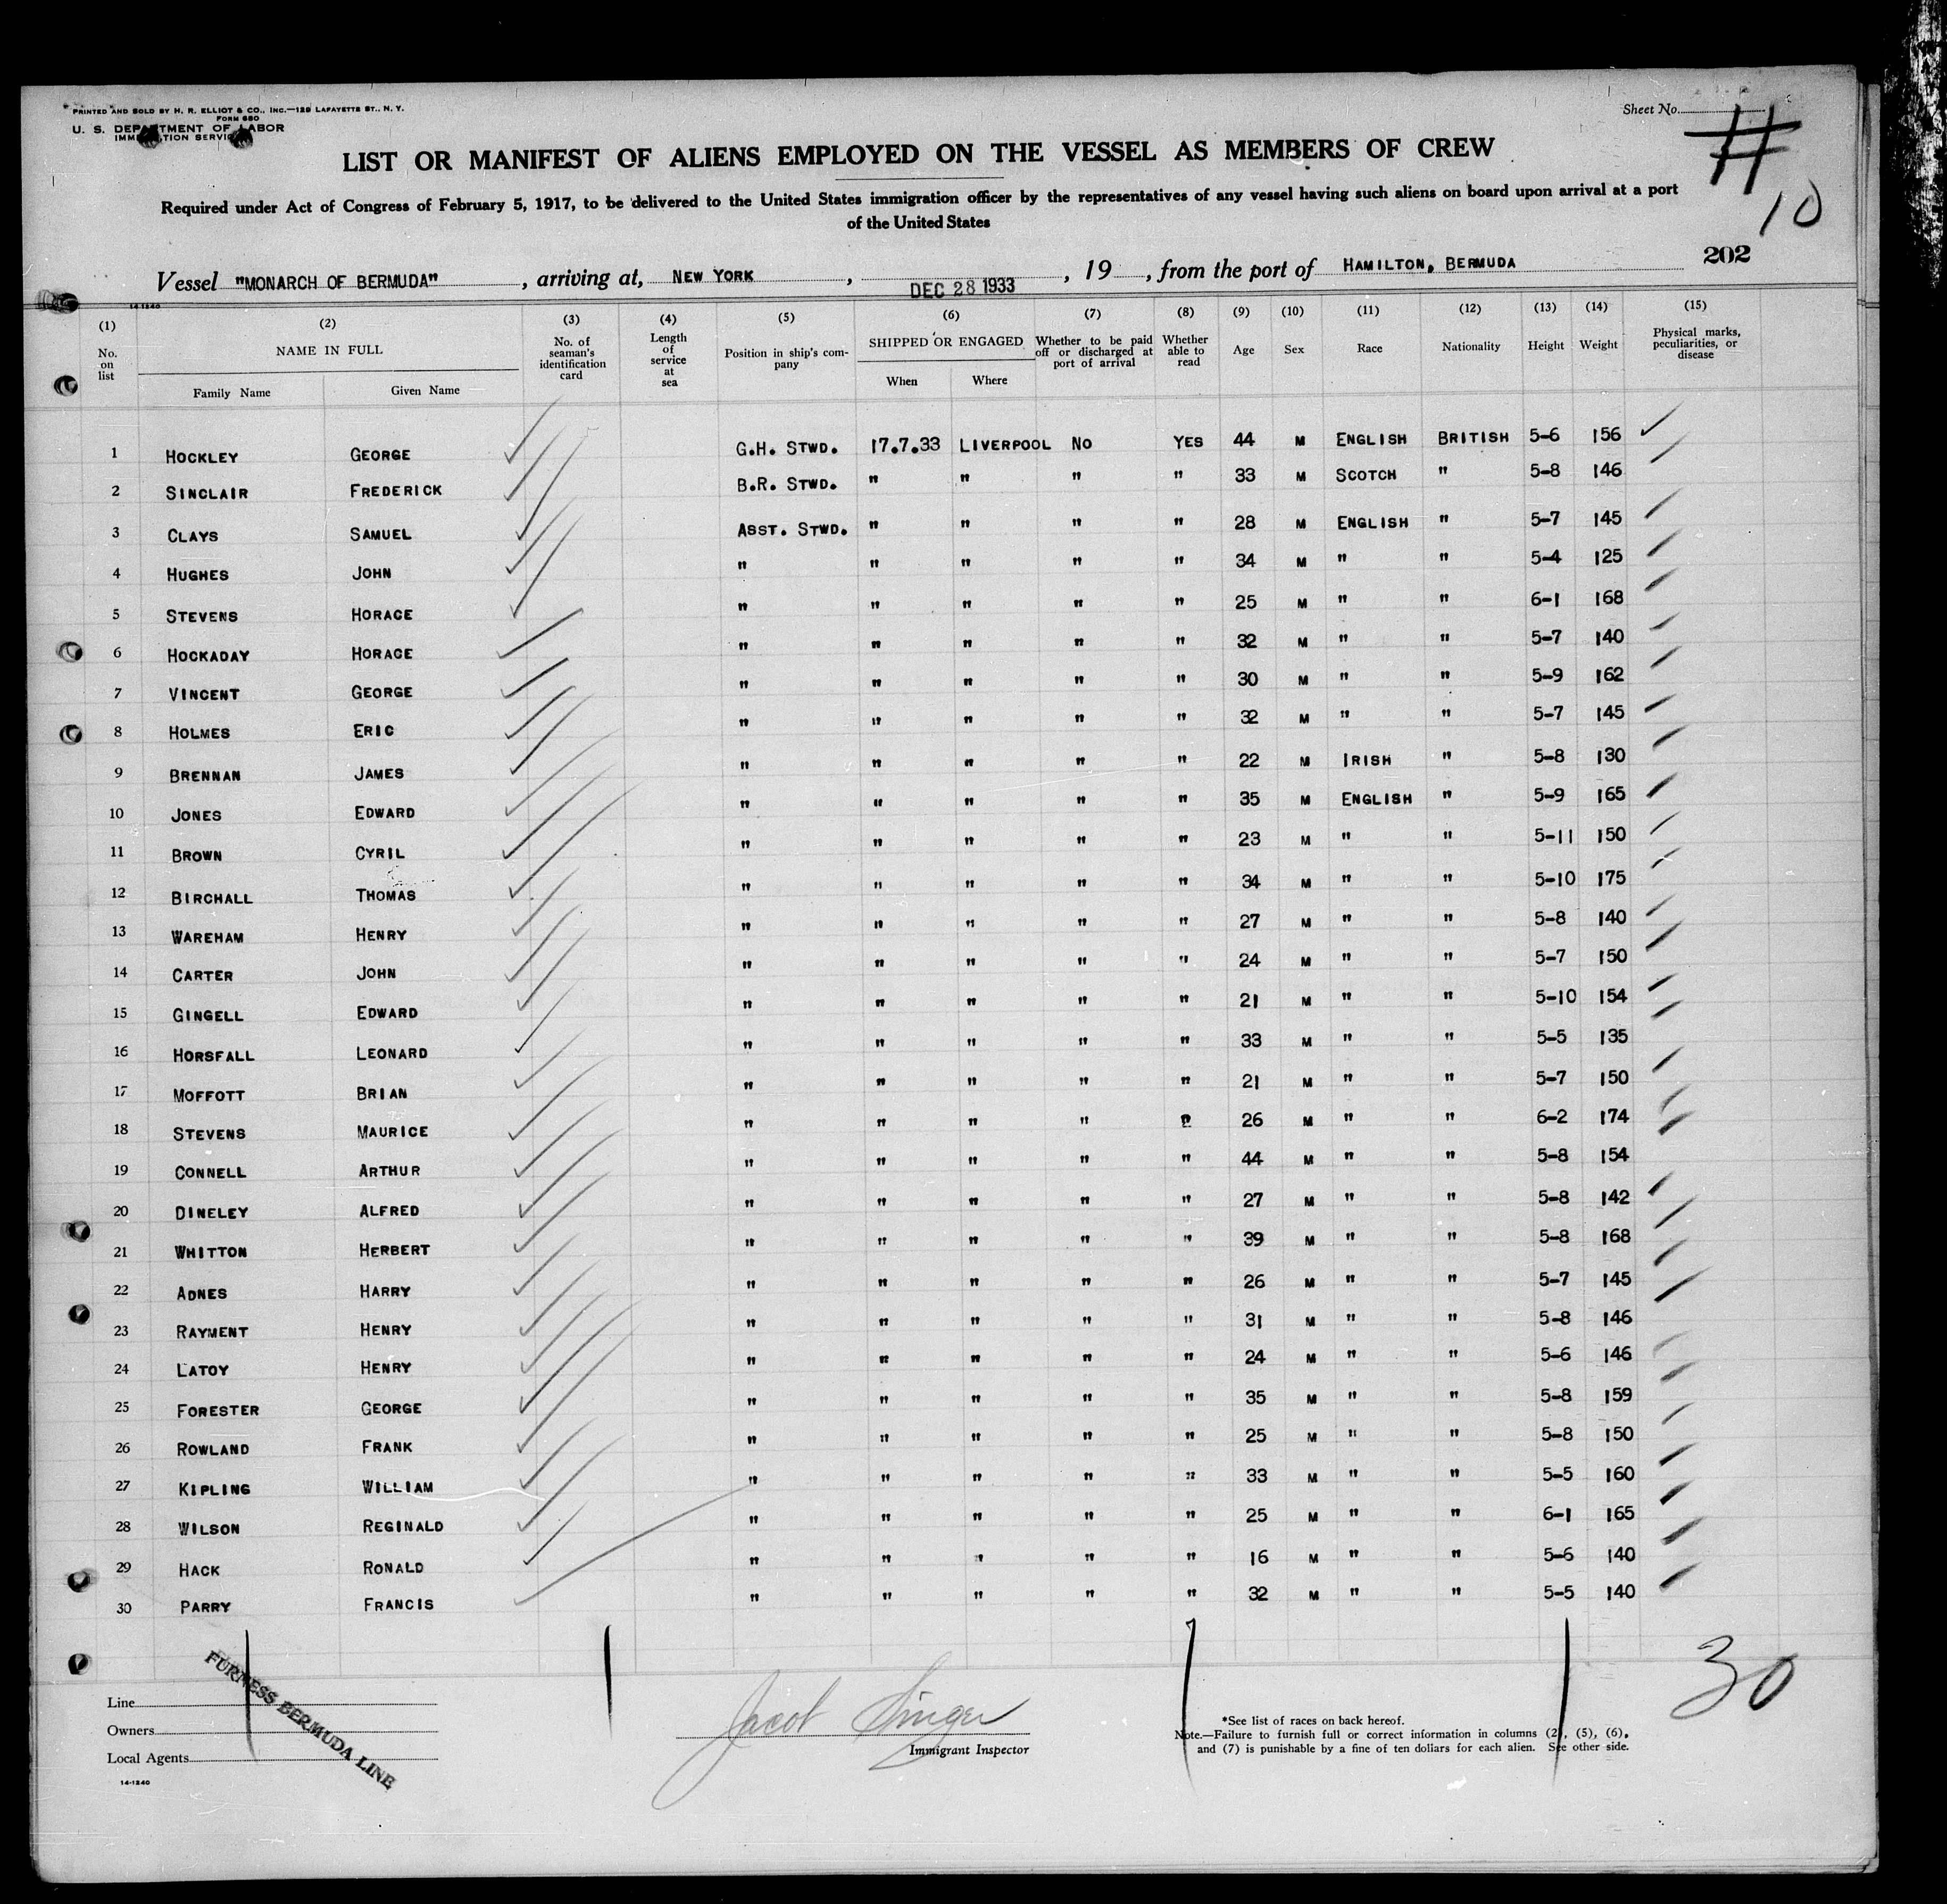 PRINTED AND SOLD BY H. R. ELLIOT & CO., INC.—129 LAFAYETTE ST., N. Y.
FORM 680
U. S. DEPARTMENT OF LABOR
IMMIGRATION SERVICE
Sheet No.
# 10
LIST OR MANIFEST OF ALIENS EMPLOYED ON THE VESSEL AS MEMBERS OF CREW
Required under Act of Congress of February 5, 1917, to be delivered to the United States immigration officer by the representatives of any vessel having such aliens on board upon arrival at a port
of the United States
202
Vessel "MONARCH OF BERMUDA", arriving at, NEW YORK, DEC 28 1933, 19, from the port of HAMILTON, BERMUDA
14-1240
(1) No. on list (2) NAME IN FULL Family Name Given Name (3) No. of seaman's identification card (4) Length of service at sea (5) Position in ship's company (6) SHIPPED OR ENGAGED When Where (7) Whether to be paid off or discharged at port of arrival (8) Whether able to read (9) Age (10) Sex (11) Race (12) Nationality (13) Height (14) Weight (15) Physical marks, peculiarities, or disease
1 HOCKLEY GEORGE G.H. STWD. 17.7.33 LIVERPOOL NO YES 44 M ENGLISH BRITISH 5-6 156
2 SINCLAIR FREDERICK B.R. STWD. " " " " 33 M SCOTCH " 5-8 146
3 CLAYS SAMUEL ASST. STWD. " " " " 28 M ENGLISH " 5-7 145
4 HUGHES JOHN " " " " " 34 M " " 5-4 125
5 STEVENS HORACE " " " " " 25 M " " 6-1 168
6 HOCKADAY HORACE " " " " " 32 M " " 5-7 140
7 VINCENT GEORGE " " " " " 30 M " " 5-9 162
8 HOLMES ERIC " " " " " 32 M " " 5-7 145
9 BRENNAN JAMES " " " " " 22 M IRISH " 5-8 130
10 JONES EDWARD " " " " " 35 M ENGLISH " 5-9 165
11 BROWN CYRIL " " " " " 23 M " " 5-11 150
12 BIRCHALL THOMAS " " " " " 34 M " " 5-10 175
13 WAREHAM HENRY " " " " " 27 M " " 5-8 140
14 CARTER JOHN " " " " " 24 M " " 5-7 150
15 GINGELL EDWARD " " " " " 21 M " " 5-10 154
16 HORSFALL LEONARD " " " " " 33 M " " 5-5 135
17 MOFFOTT BRIAN " " " " " 21 M " " 5-7 150
18 STEVENS MAURICE " " " " " 26 M " " 6-2 174
19 CONNELL ARTHUR " " " " " 44 M " " 5-8 154
20 DINELEY ALFRED " " " " " 27 M " " 5-8 142
21 WHITTON HERBERT " " " " " 39 M " " 5-8 168
22 ADNES HARRY " " " " " 26 M " " 5-7 145
23 RAYMENT HENRY " " " " " 31 M " " 5-8 146
24 LATOY HENRY " " " " " 24 M " " 5-6 146
25 FORESTER GEORGE " " " " " 35 M " " 5-8 159
26 ROWLAND FRANK " " " " " 25 M " " 5-8 150
27 KIPLING WILLIAM " " " " " 33 M " " 5-5 160
28 WILSON REGINALD " " " " " 25 M " " 6-1 165
29 HACK RONALD " " " " " 16 M " " 5-6 140
30 PARRY FRANCIS " " " " " 32 M " " 5-5 140
30
FURNESS BERMUDA LINE
Line
Owners
Local Agents
14-1240
Jacob Singer
Immigrant Inspector
*See list of races on back hereof.
Note.—Failure to furnish full or correct information in columns (2), (5), (6),
and (7) is punishable by a fine of ten dollars for each alien. See other side.